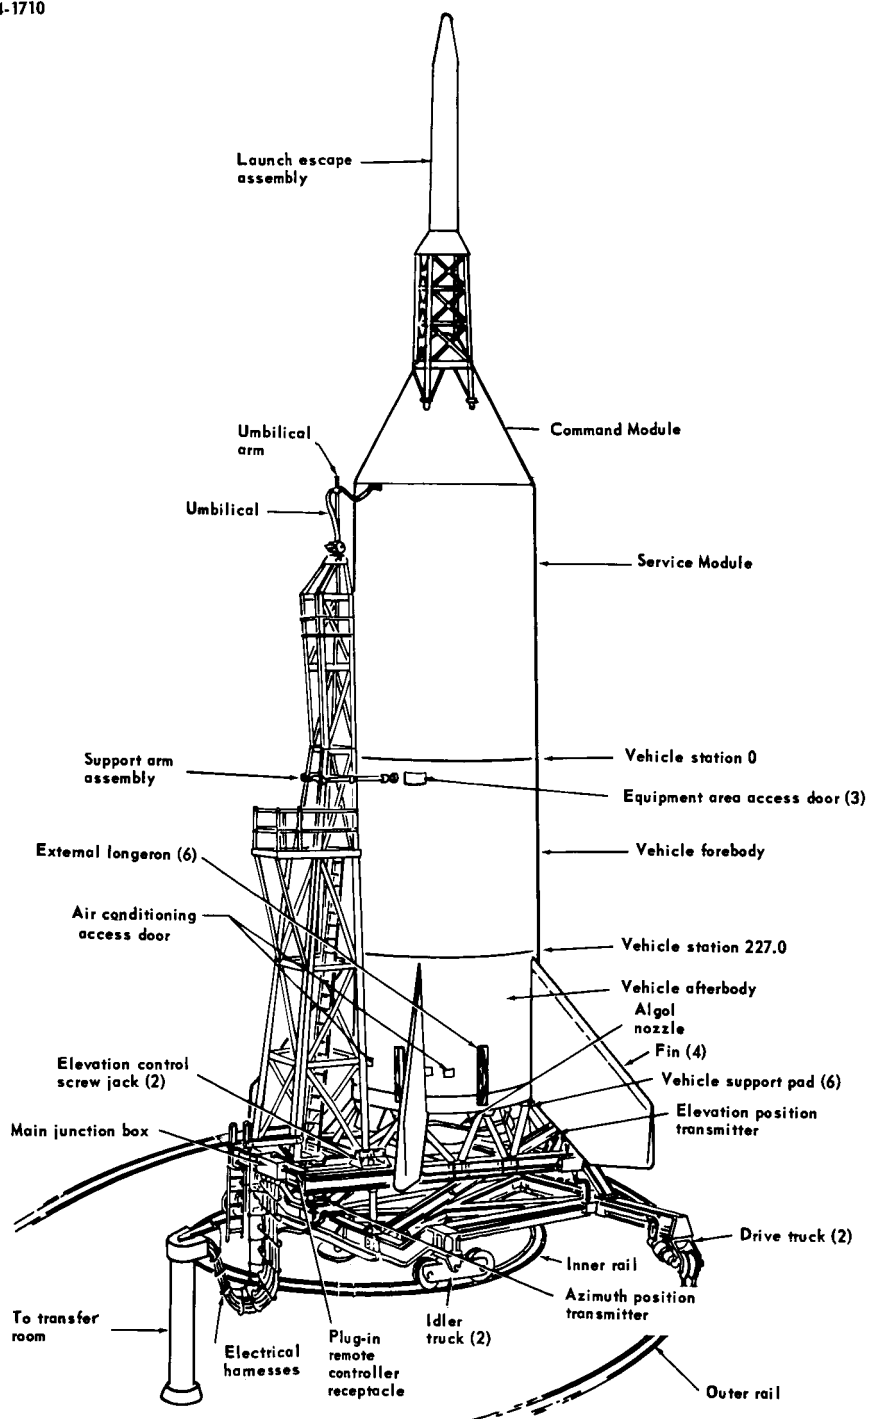 4-1710
Launch escape
assembly
Command Module
Umbilical
arm
Umbilical
Service Module
Vehicle station 0
Support arm
assembly
Equipment area access door (3)
External longeron (6)
Vehicle forebody
Air conditioning
access door
Vehicle station 227.0
Vehicle afterbody
Algol
nozzle
Fin (4)
Elevation control
screw jack (2)
Vehicle support pad (6)
Elevation position
transmitter
Main junction box
Drive truck (2)
Inner rail
Azimuth position
transmitter
To transfer
room
Idler
truck (2)
Electrical
harnesses
Plug-in
remote
controller
receptacle
Outer rail